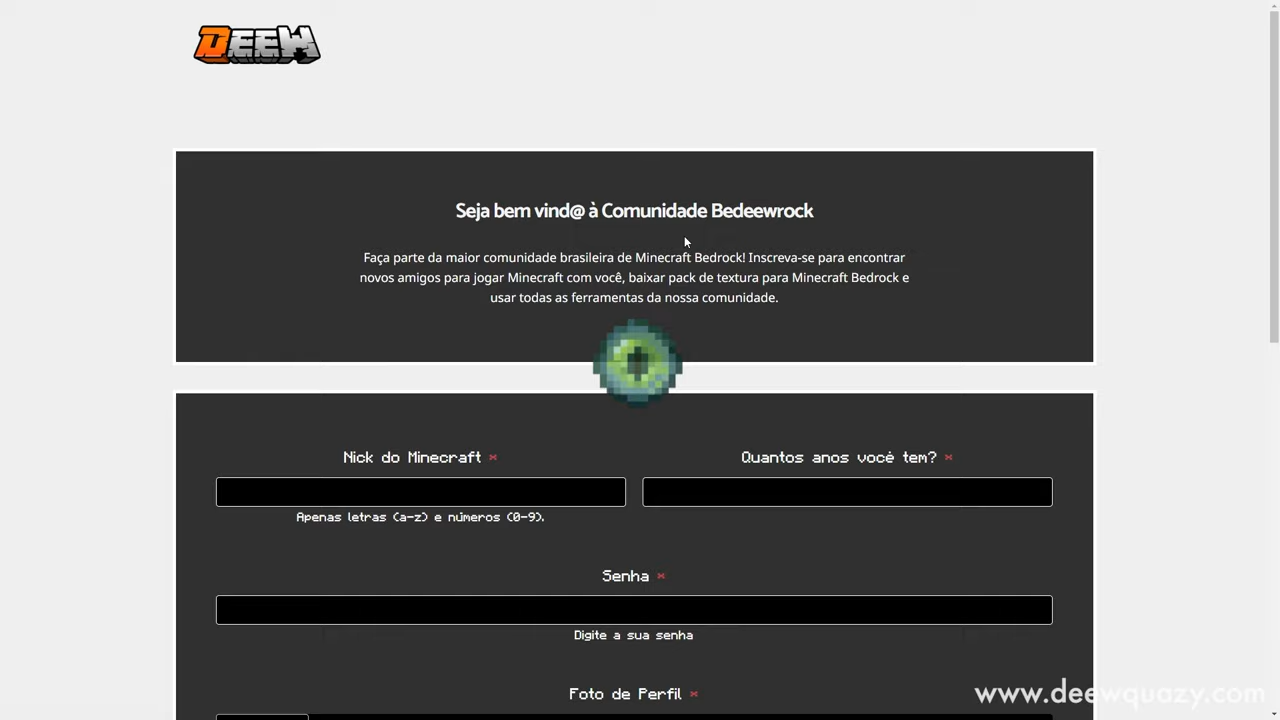 DEEW
Seja bem vind@ à Comunidade Bedeewrock
Faça parte da maior comunidade brasileira de Minecraft Bedrock! Inscreva-se para encontrar
novos amigos para jogar Minecraft com você, baixar pack de textura para Minecraft Bedrock e
usar todas as ferramentas da nossa comunidade.
Nick do Minecraft *
Quantos anos você tem? *
Apenas letras (a-z) e números (0-9).
Senha *
Digite a sua senha
Foto de Perfil *
www.deewquazy.com